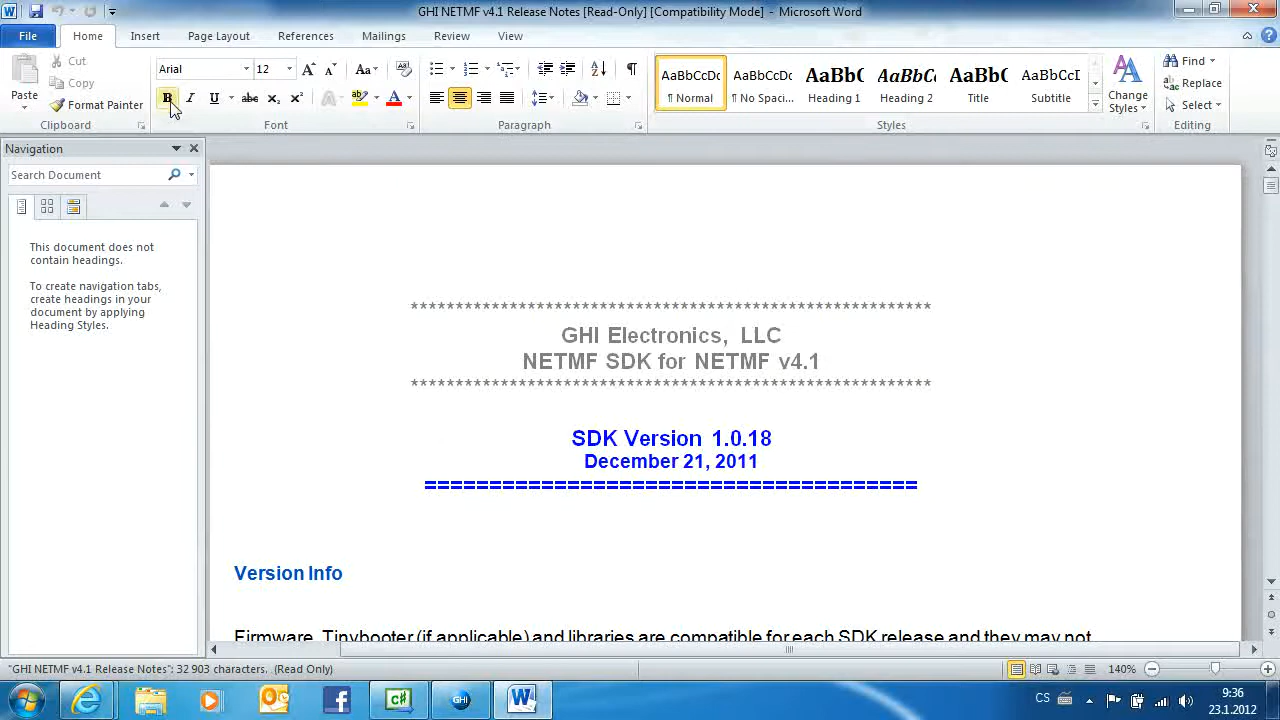 GHI NETMF v4.1 Release Notes [Read-Only] [Compatibility Mode] - Microsoft Word
File Home Insert Page Layout References Mailings Review View
Paste
Cut
Copy
Format Painter
Clipboard
Arial 12
Font
Paragraph
AaBbCcDc AaBbCcDc AaBbC AaBbCc AaBbC AaBbCcI
¶ Normal ¶ No Spaci... Heading 1 Heading 2 Title Subtitle
Change
Styles
Styles
Find
Replace
Select
Editing
Navigation
Search Document
This document does not
contain headings.
To create navigation tabs,
create headings in your
document by applying
Heading Styles.
**********************************************************
GHI Electronics, LLC
NETMF SDK for NETMF v4.1
**********************************************************
SDK Version 1.0.18
December 21, 2011
=====================================
Version Info
Firmware, Tinybooter (if applicable) and libraries are compatible for each SDK release and they may not
"GHI NETMF v4.1 Release Notes": 32 903 characters. (Read Only)
140%
CS
9:36
23.1.2012